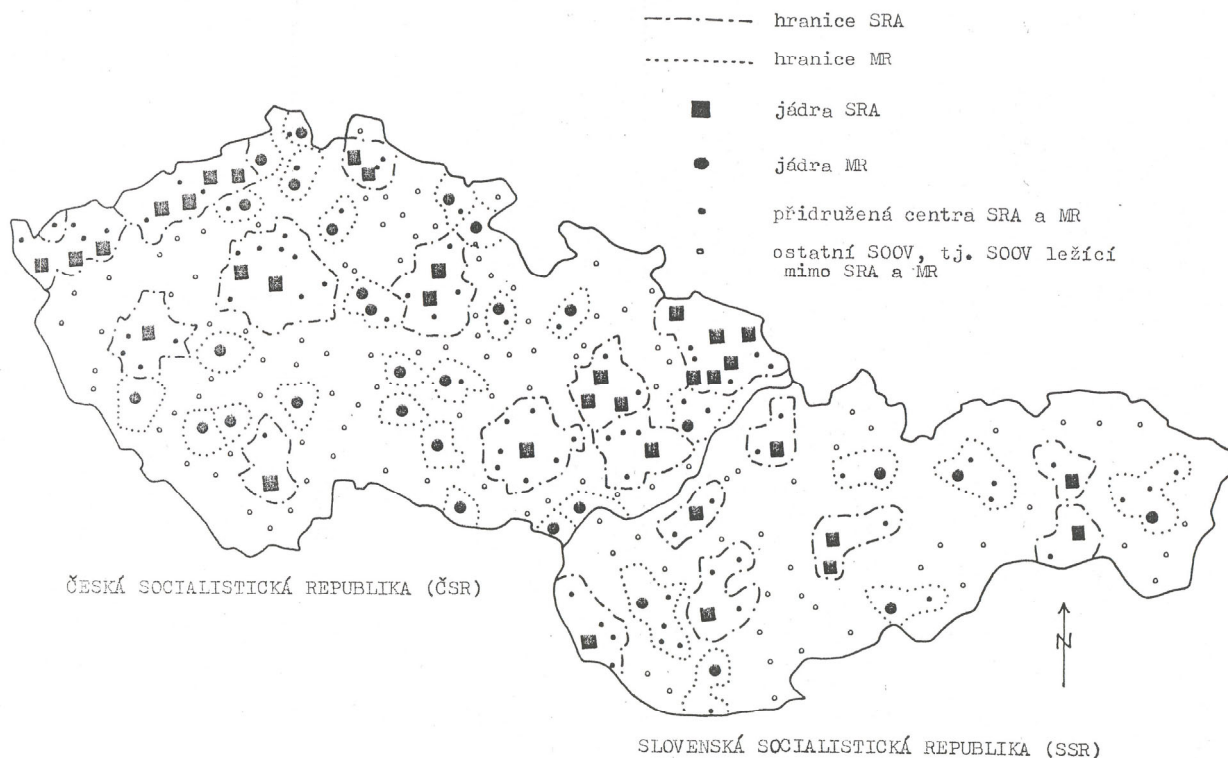 hranice SRA
hranice MR
jádra SRA
jádra MR
přidružená centra SRA a MR
ostatní SOOV, tj. SOOV ležící
mimo SRA a MR
ČESKÁ SOCIALISTICKÁ REPUBLIKA (ČSR)
N
SLOVENSKÁ SOCIALISTICKÁ REPUBLIKA (SSR)